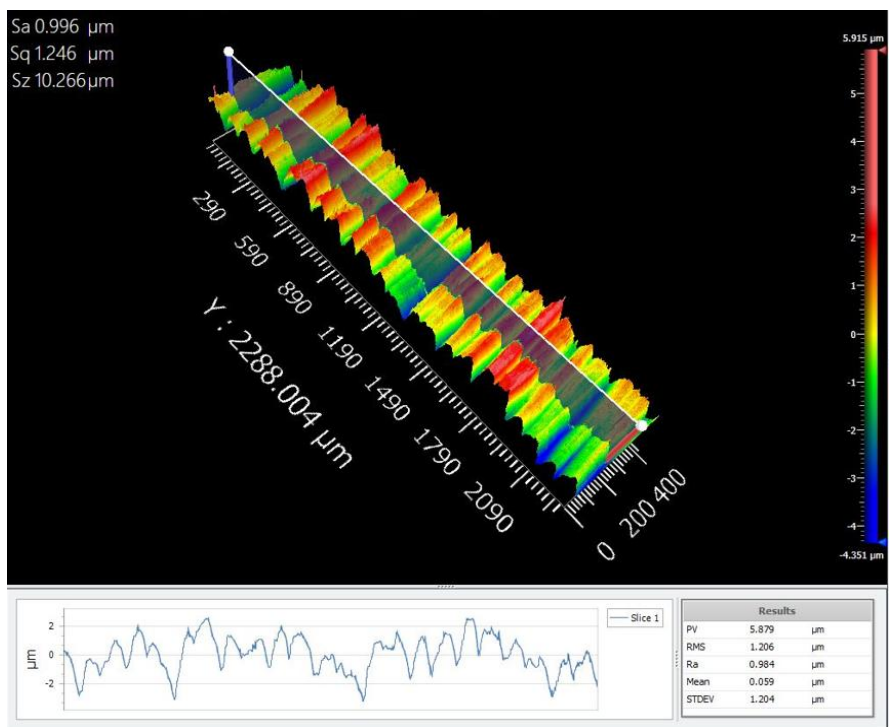 Sa 0.996 µm
Sq 1.246 µm
Sz 10.266 µm
5.915 µm
5
4
3
2
1
0
-1
-2
-3
-4
-4.351 µm
290
590
890
1190
1490
1790
2090
Y : 2288.004 µm
0
200
400
µm
2
0
-2
Slice 1
Results
PV 5.879 µm
RMS 1.206 µm
Ra 0.984 µm
Mean 0.059 µm
STDEV 1.204 µm